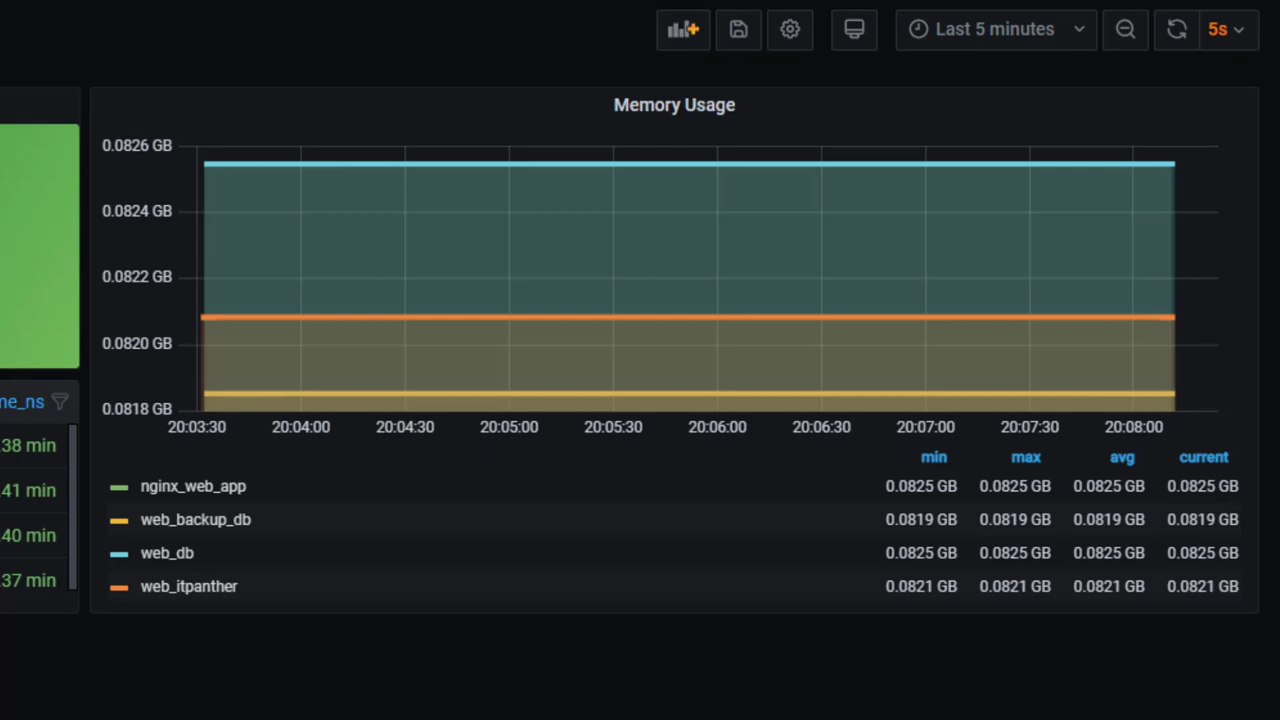 Last 5 minutes 5s
Memory Usage
0.0826 GB
0.0824 GB
0.0822 GB
0.0820 GB
0.0818 GB
20:03:30 20:04:00 20:04:30 20:05:00 20:05:30 20:06:00 20:06:30 20:07:00 20:07:30 20:08:00
min max avg current
nginx_web_app 0.0825 GB 0.0825 GB 0.0825 GB 0.0825 GB
web_backup_db 0.0819 GB 0.0819 GB 0.0819 GB 0.0819 GB
web_db 0.0825 GB 0.0825 GB 0.0825 GB 0.0825 GB
web_itpanther 0.0821 GB 0.0821 GB 0.0821 GB 0.0821 GB
me_ns
.38 min
.41 min
.40 min
.37 min